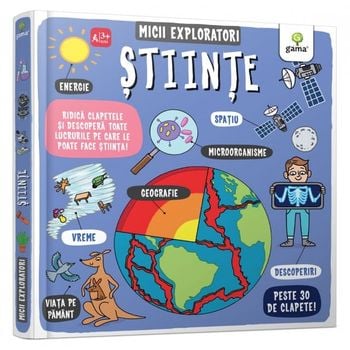 MICII EXPLORATORI
gama
3+
ani
ȘTIINȚE
ENERGIE
SPAȚIU
RIDICĂ CLAPETELE
ȘI DESCOPERĂ TOATE
LUCRURILE PE CARE LE
POATE FACE ȘTIINȚA!
MICROORGANISME
GEOGRAFIE
VREME
DESCOPERIRI
VIAȚA PE
PĂMÂNT
PESTE 30
DE CLAPETE!
ȘTIINȚE
MICII EXPLORATORI